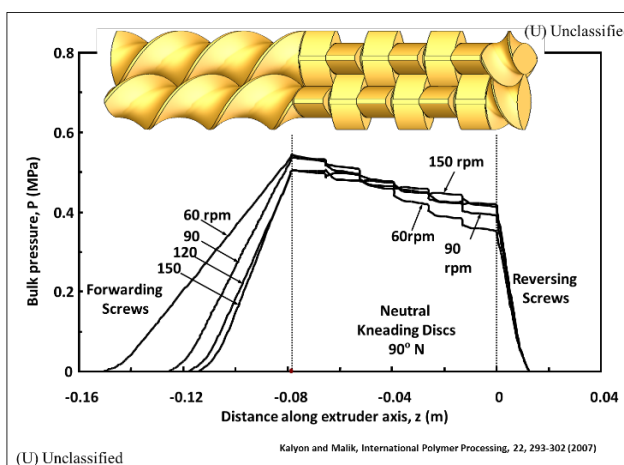 (U) Unclassified
0.8
0.6
0.4
0.2
0
Bulk pressure, P (MPa)
60 rpm
90
120
150
Forwarding
Screws
150 rpm
60rpm
90
rpm
Neutral
Kneading Discs
90° N
Reversing
Screws
-0.16
-0.12
-0.08
-0.04
0
0.04
Distance along extruder axis, z (m)
Kalyon and Malik, International Polymer Processing, 22, 293-302 (2007)
(U) Unclassified